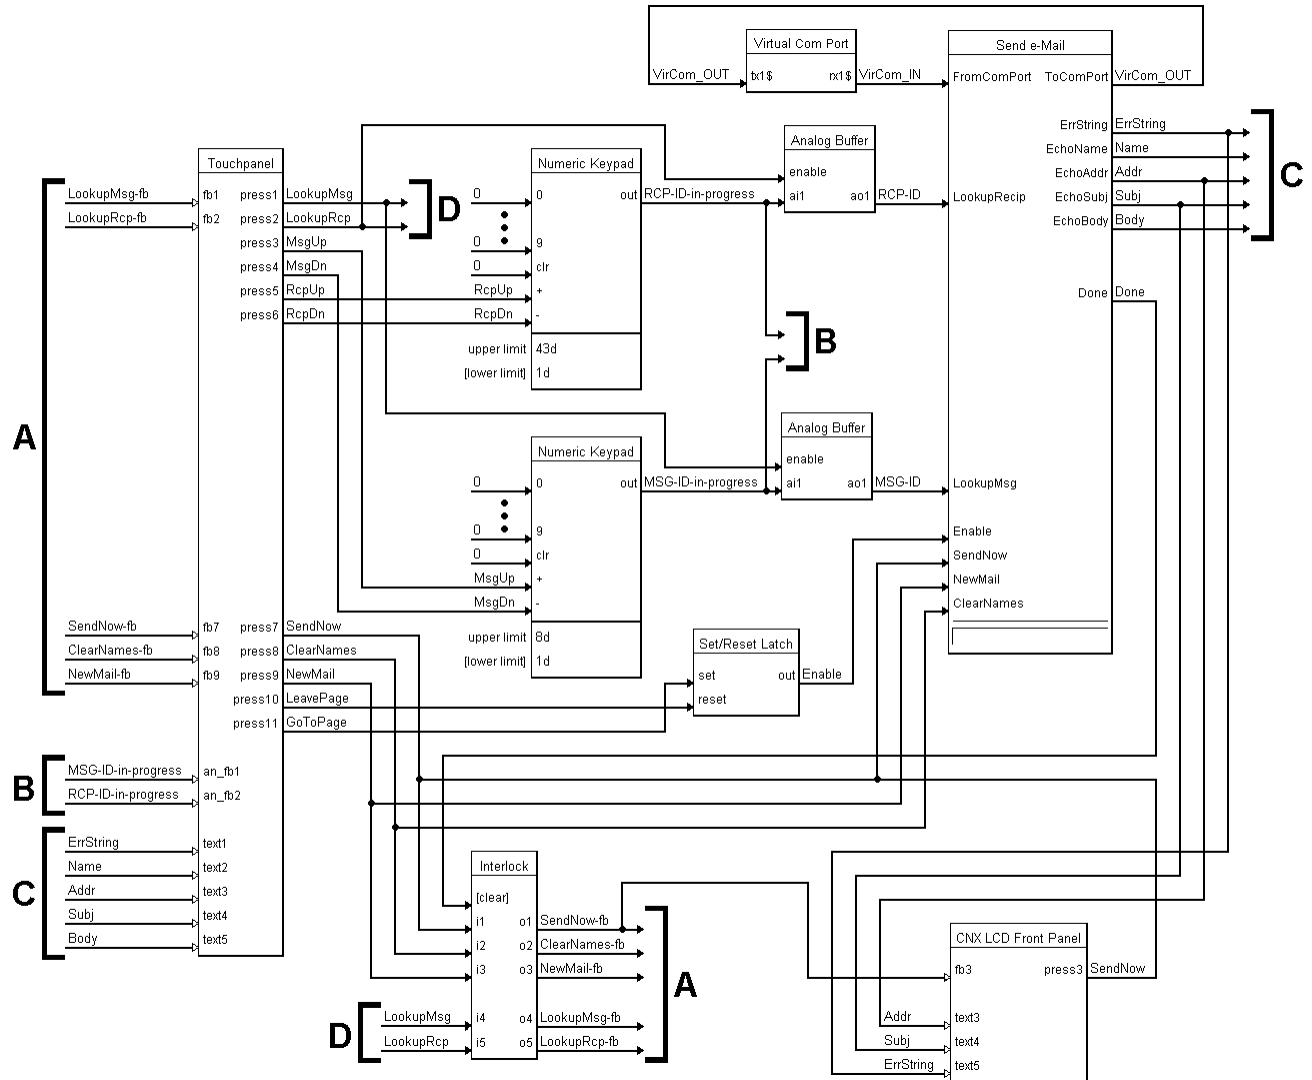 Virtual Com Port
Send e-Mail
VirCom_OUT tx1$ rx1$ VirCom_IN FromComPort ToComPort VirCom_OUT
ErrString ErrString
EchoName Name
EchoAddr Addr
EchoSubj Subj
EchoBody Body
C
Analog Buffer
enable
ai1 ao1 RCP-ID LookupRecip
Touchpanel
LookupMsg-fb fb1 press1 LookupMsg
LookupRcp-fb fb2 press2 LookupRcp
D
press3 MsgUp
press4 MsgDn
press5 RcpUp
press6 RcpDn
Numeric Keypad
0 0 out RCP-ID-in-progress
0 9
0 clr
RcpUp +
RcpDn -
upper limit 43d
[lower limit] 1d
Done Done
B
A
Analog Buffer
enable
ai1 ao1 MSG-ID LookupMsg
Numeric Keypad
0 0 out MSG-ID-in-progress
0 9
0 clr
MsgUp +
MsgDn -
upper limit 8d
[lower limit] 1d
Enable
SendNow
NewMail
ClearNames
SendNow-fb fb7 press7 SendNow
ClearNames-fb fb8 press8 ClearNames
NewMail-fb fb9 press9 NewMail
press10 LeavePage
press11 GoToPage
Set/Reset Latch
set out Enable
reset
B
MSG-ID-in-progress an_fb1
RCP-ID-in-progress an_fb2
C
ErrString text1
Name text2
Addr text3
Subj text4
Body text5
Interlock
[clear]
i1 o1 SendNow-fb
i2 o2 ClearNames-fb
i3 o3 NewMail-fb
A
D
LookupMsg i4 o4 LookupMsg-fb
LookupRcp i5 o5 LookupRcp-fb
CNX LCD Front Panel
fb3 press3 SendNow
Addr text3
Subj text4
ErrString text5